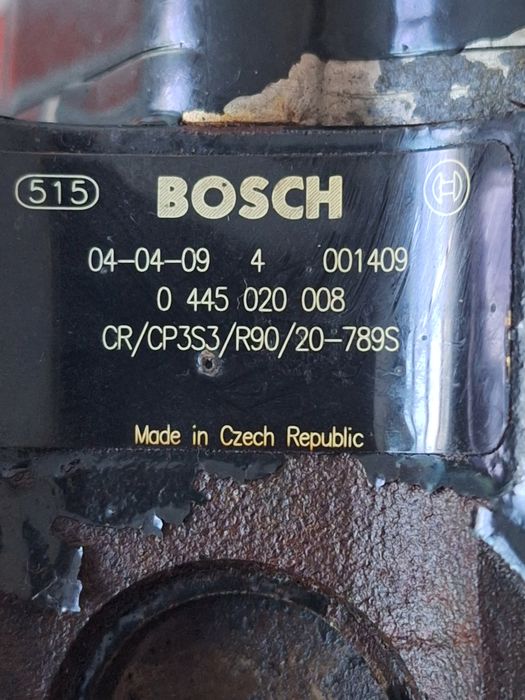 515 BOSCH
04-04-09 4 001409
0 445 020 008
CR/CP3S3/R90/20-789S
Made in Czech Republic